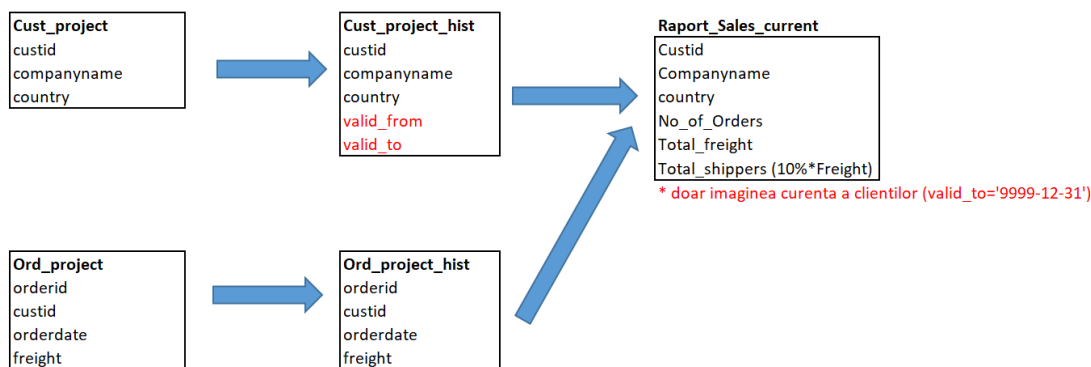 Cust_project
custid
companyname
country
Cust_project_hist
custid
companyname
country
valid_from
valid_to
Raport_Sales_current
Custid
Companyname
country
No_of_Orders
Total_freight
Total_shippers (10%*Freight)
* doar imaginea curenta a clientilor (valid_to='9999-12-31')
Ord_project
orderid
custid
orderdate
freight
Ord_project_hist
orderid
custid
orderdate
freight